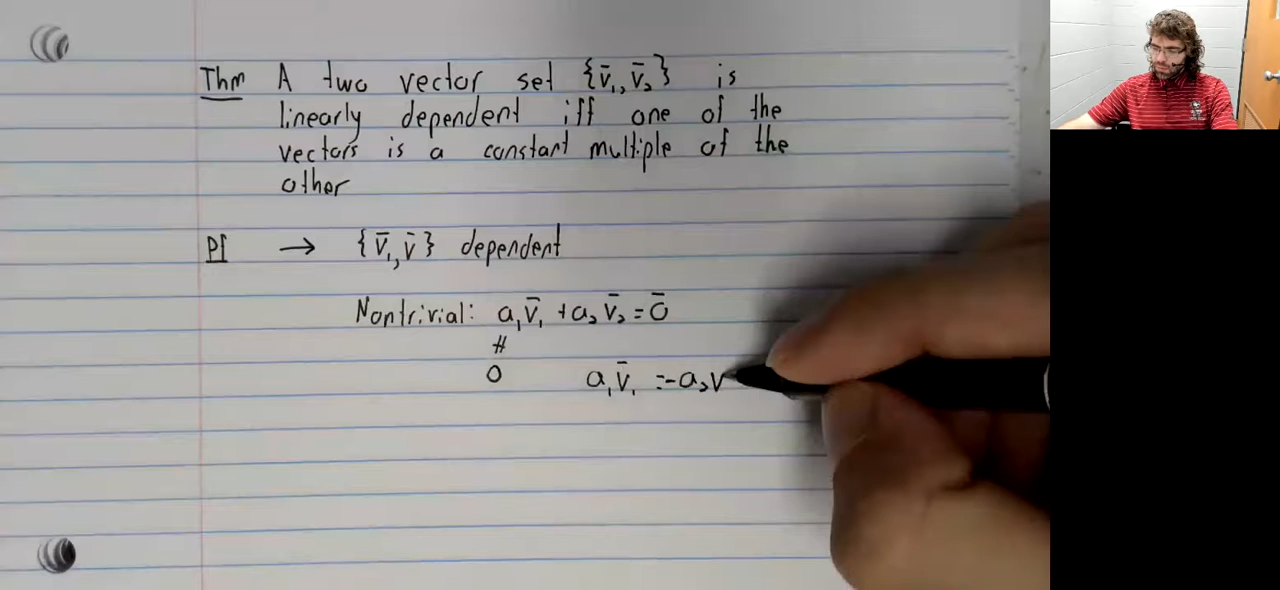 Thm A two vector set {v̄₁, v̄₂} is
linearly dependent iff one of the
vectors is a constant multiple of the
other
Pf → {v̄₁, v̄} dependent
Nontrivial: a₁v̄₁ + a₂v̄₂ = 0̄
≠
0
a₁v̄₁ = -a₂v